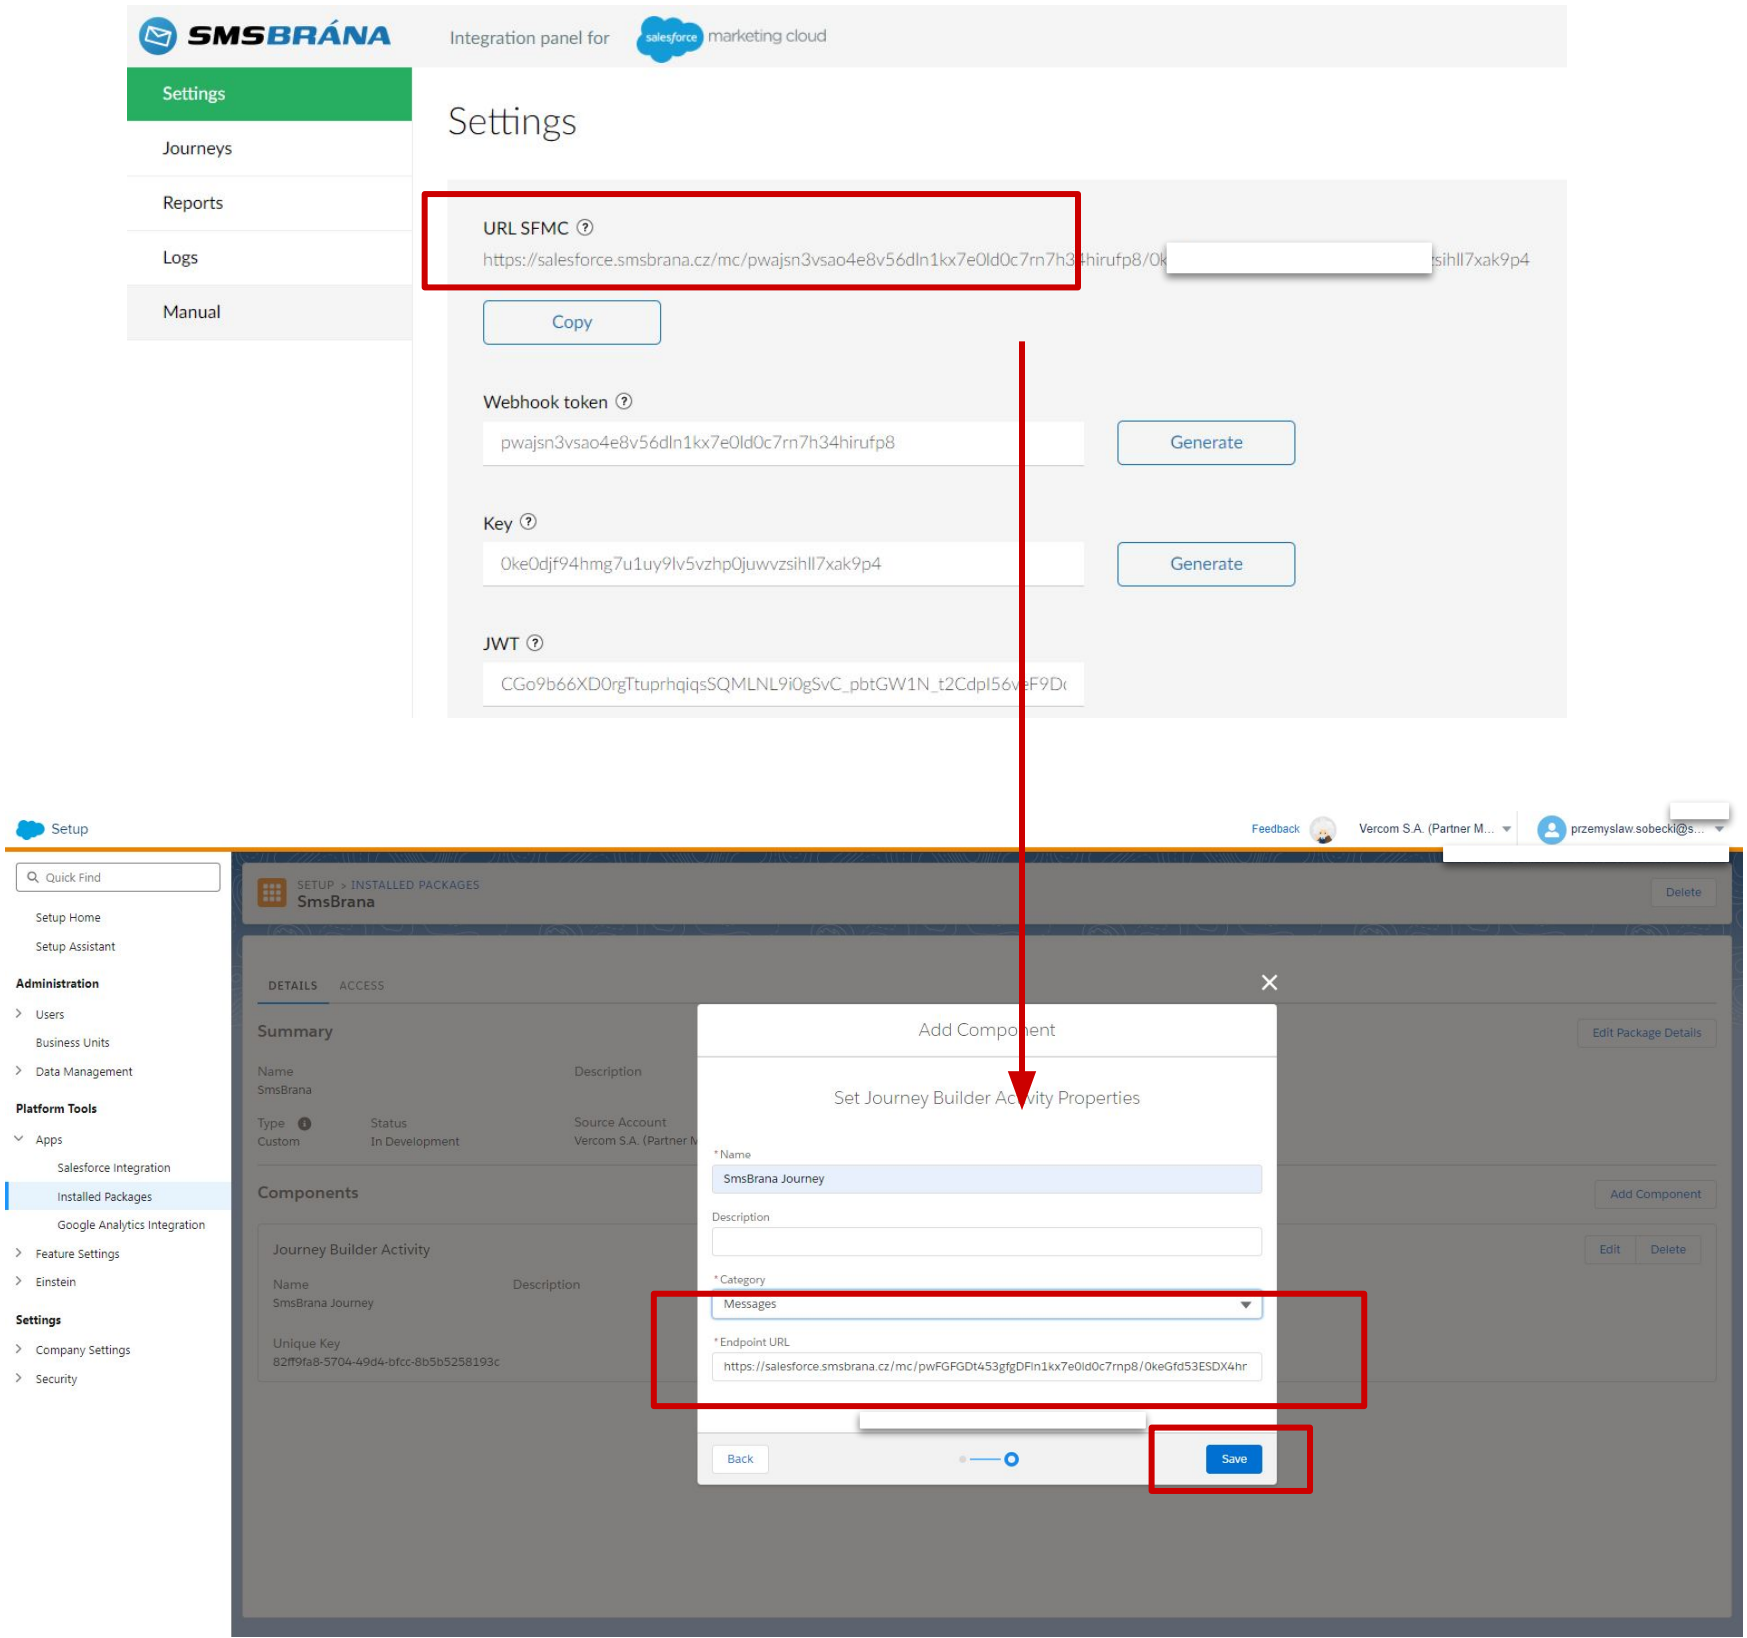 SMSBRÁNA
Integration panel for salesforce marketing cloud
Settings
Journeys
Reports
Logs
Manual
Settings
URL SFMC
https://salesforce.smsbrana.cz/mc/pwajsn3vsao4e8v56dln1kx7e0ld0c7rn7h34hirufp8/0k sihll7xak9p4
Copy
Webhook token
pwajsn3vsao4e8v56dln1kx7e0ld0c7rn7h34hirufp8
Generate
Key
0ke0djf94hmg7u1uy9lv5vzhp0juwvzsihll7xak9p4
Generate
JWT
CGo9b66XD0rgTtuprhqiqsSQMLNL9i0gSvC_pbtGW1N_t2CdpI56veF9Dc
Setup
Feedback
Vercom S.A. (Partner M...
przemyslaw.sobecki@s...
Quick Find
Setup Home
Setup Assistant
Administration
Users
Business Units
Data Management
Platform Tools
Apps
Salesforce Integration
Installed Packages
Google Analytics Integration
Feature Settings
Einstein
Settings
Company Settings
Security
SETUP > INSTALLED PACKAGES
SmsBrana
Delete
DETAILS ACCESS
Summary
Edit Package Details
Name
SmsBrana
Description
Type
Custom
Status
In Development
Source Account
Vercom S.A. (Partner M
Components
Add Component
Journey Builder Activity
Edit Delete
Name
SmsBrana Journey
Description
Unique Key
82ff9fa8-5704-49d4-bfcc-8b5b5258193c
Add Component
Set Journey Builder Activity Properties
*Name
SmsBrana Journey
Description
*Category
Messages
*Endpoint URL
https://salesforce.smsbrana.cz/mc/pwFGFGDt453gfgDFln1kx7e0ld0c7rnp8/0keGfd53ESDX4hr
Back
Save